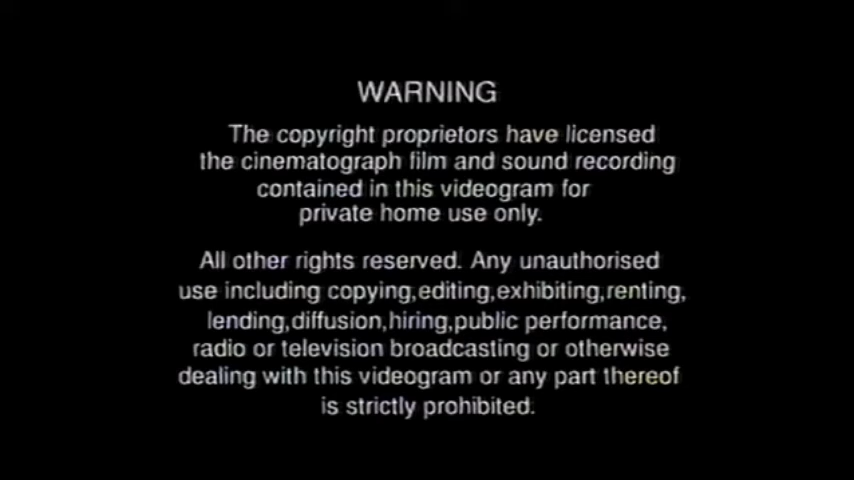 WARNING
The copyright proprietors have licensed
the cinematograph film and sound recording
contained in this videogram for
private home use only.
All other rights reserved. Any unauthorised
use including copying,editing,exhibiting,renting,
lending,diffusion,hiring,public performance,
radio or television broadcasting or otherwise
dealing with this videogram or any part thereof
is strictly prohibited.